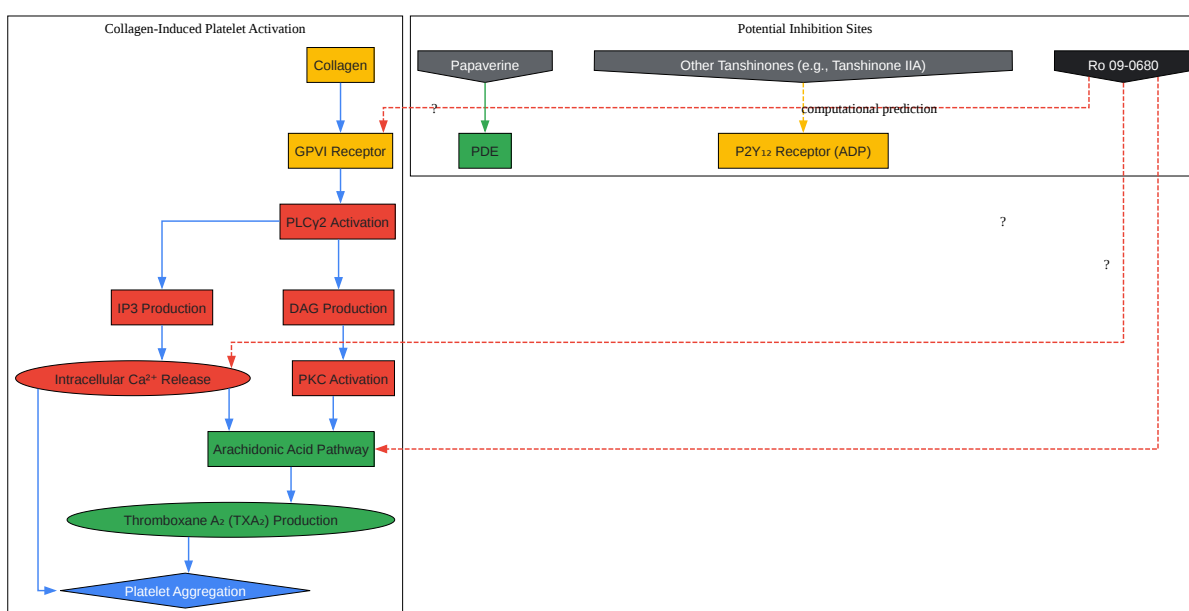 Collagen-Induced Platelet Activation
Potential Inhibition Sites
Collagen
Papaverine
Other Tanshinones (e.g., Tanshinone IIA)
Ro 09-0680
?
computational prediction
GPVI Receptor
PDE
P2Y₁₂ Receptor (ADP)
PLCγ2 Activation
?
?
IP3 Production
DAG Production
Intracellular Ca²⁺ Release
PKC Activation
Arachidonic Acid Pathway
Thromboxane A₂ (TXA₂) Production
Platelet Aggregation